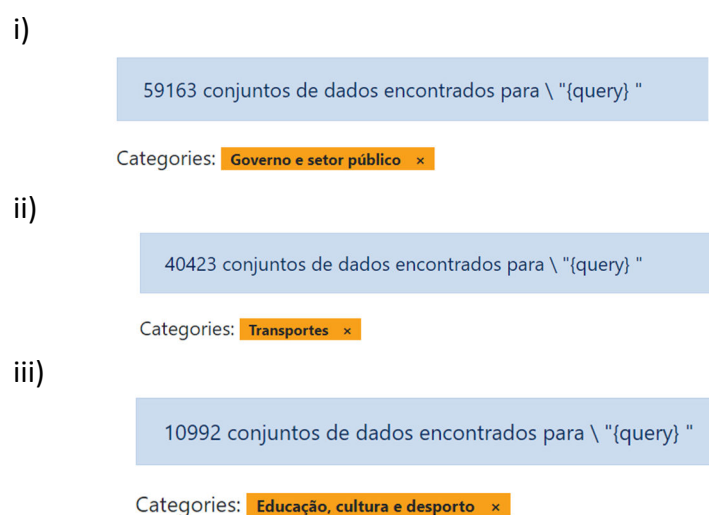 i)
59163 conjuntos de dados encontrados para \ "{query} "
Categories: Governo e setor público ×
ii)
40423 conjuntos de dados encontrados para \ "{query} "
Categories: Transportes ×
iii)
10992 conjuntos de dados encontrados para \ "{query} "
Categories: Educação, cultura e desporto ×